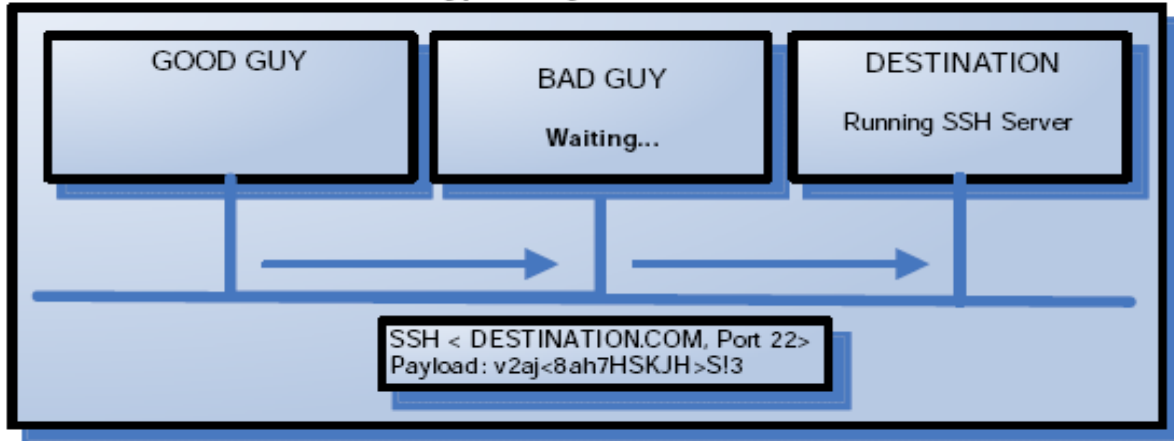 GOOD GUY
BAD GUY
Waiting...
DESTINATION
Running SSH Server
SSH < DESTINATION.COM, Port 22>
Payload: v2aj<8ah7HSKJH>S!3